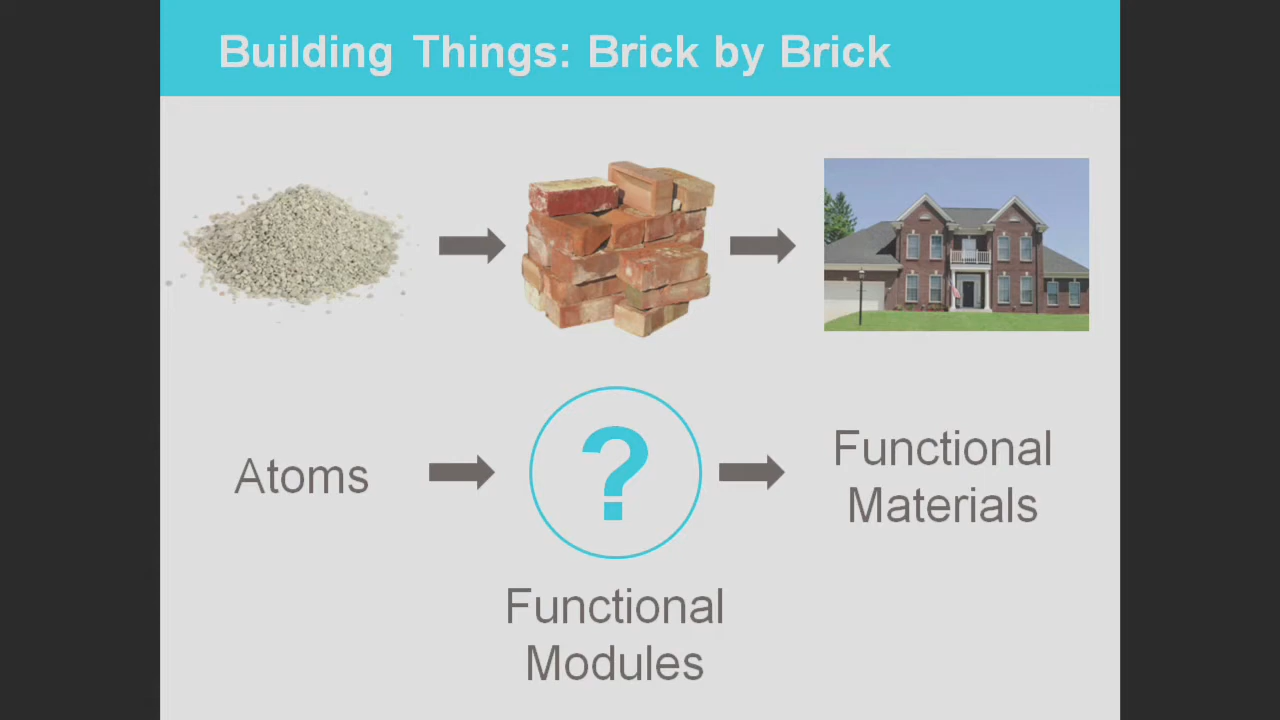 Building Things: Brick by Brick
Atoms
?
Functional
Materials
Functional
Modules